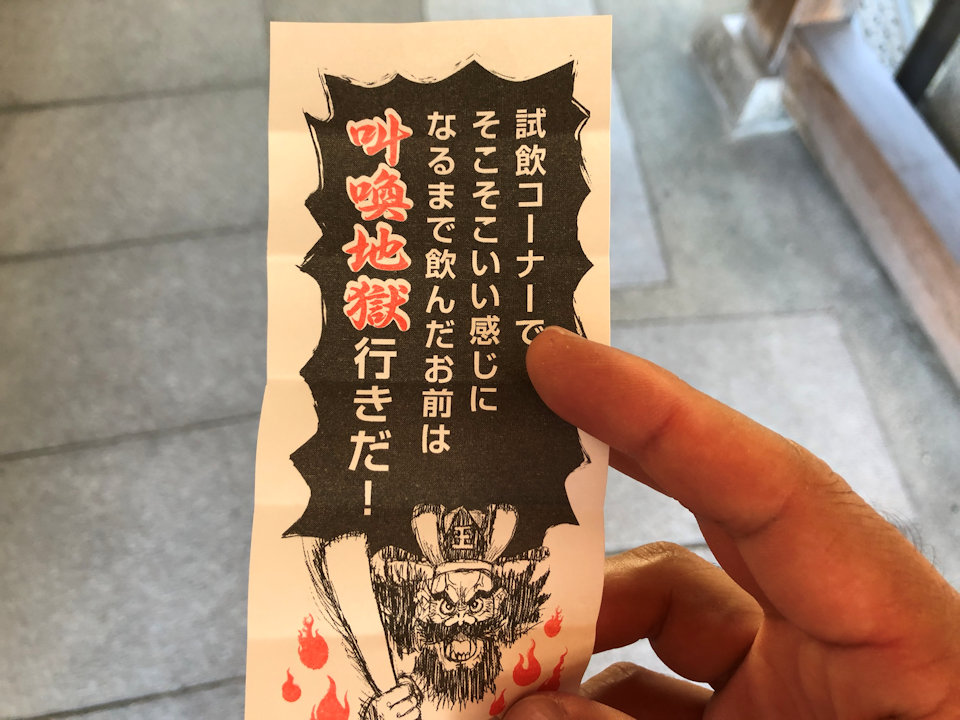 試飲コーナーで
そこそこいい感じに
なるまで飲んだお前は
叫喚地獄行きだ！
王